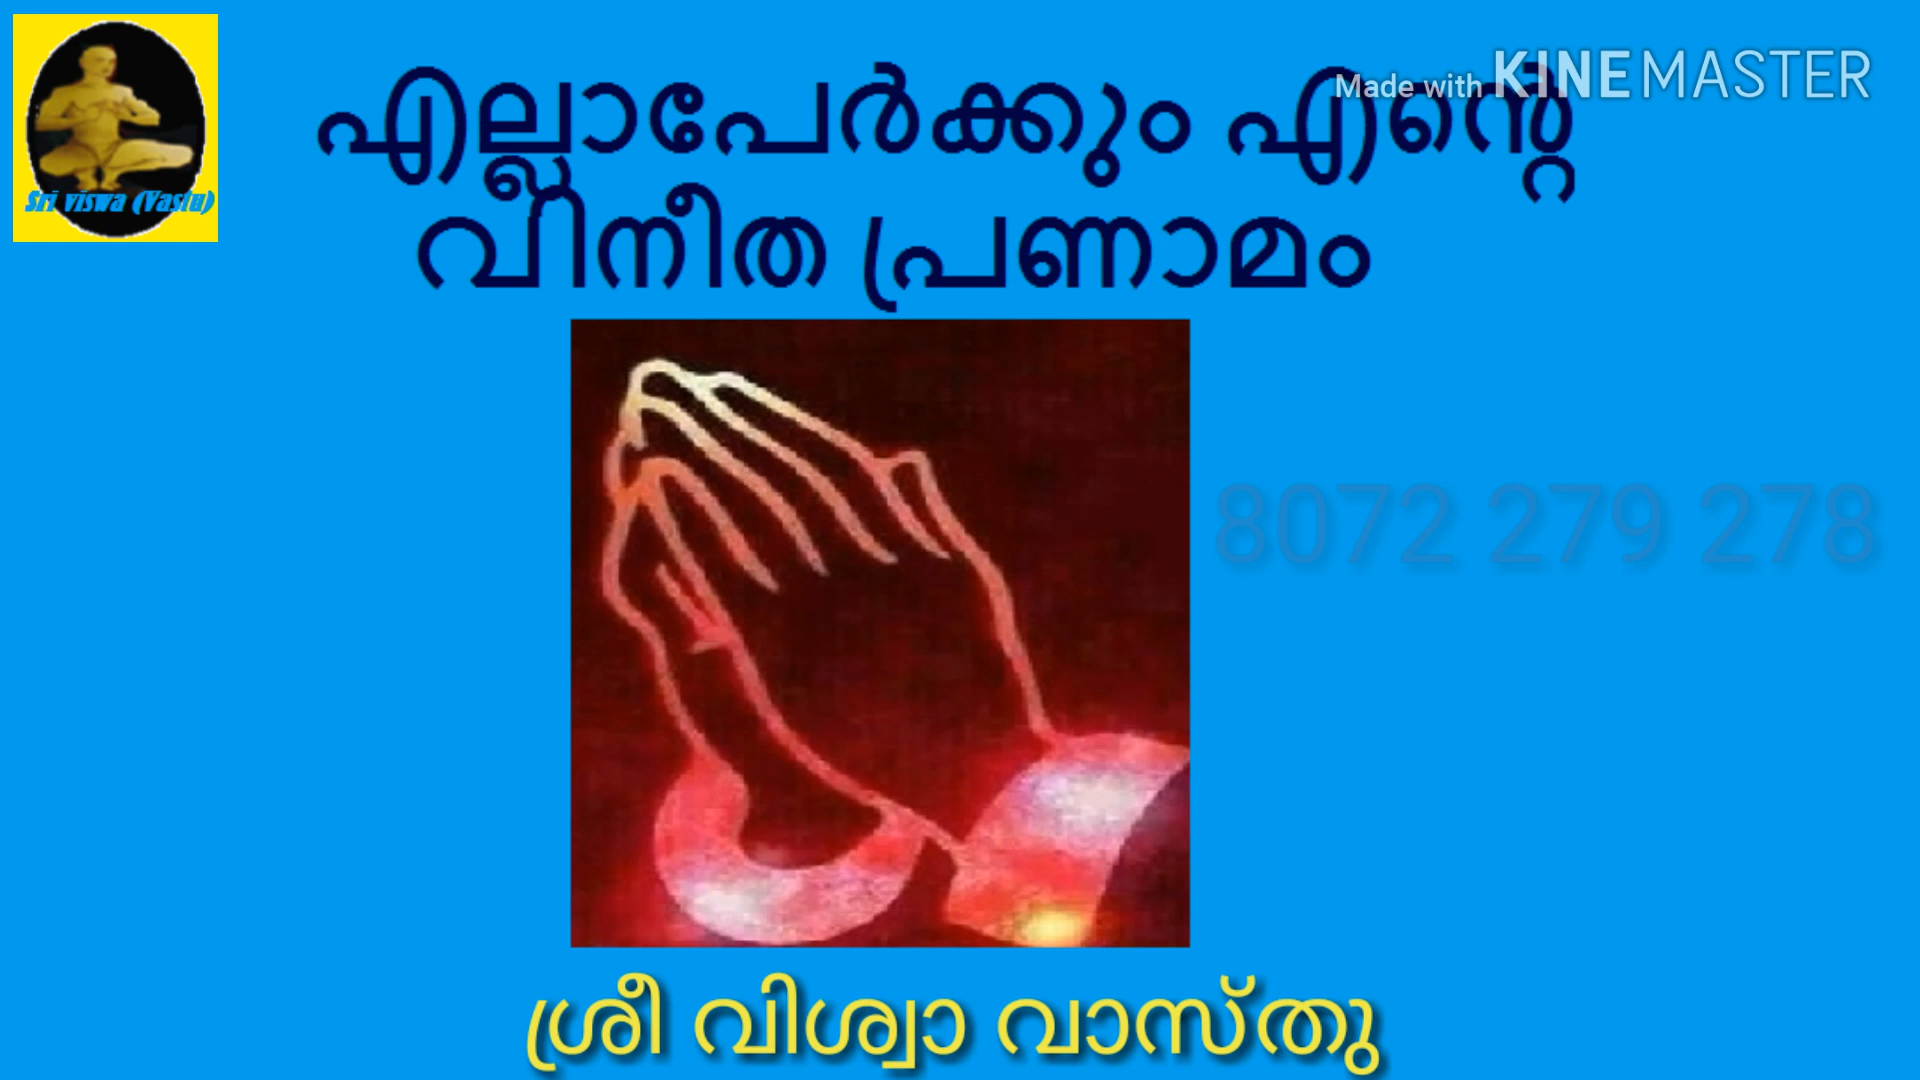 Sri viswa (Vastu)
Made with KINEMASTER
എല്ലാപേർക്കും എന്റെ
വിനീത പ്രണാമം
8072 279 278
ശ്രീ വിശ്വാ വാസ്തു